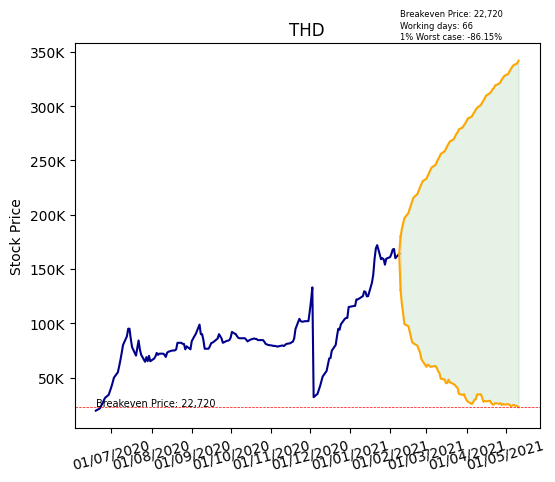 Breakeven Price: 22,720
Working days: 66
1% Worst case: -86.15%
THD
350K
300K
250K
200K
150K
100K
50K
Stock Price
Breakeven Price: 22,720
01/07/2020
01/08/2020
01/09/2020
01/10/2020
01/11/2020
01/12/2020
01/01/2021
01/02/2021
01/03/2021
01/04/2021
01/05/2021